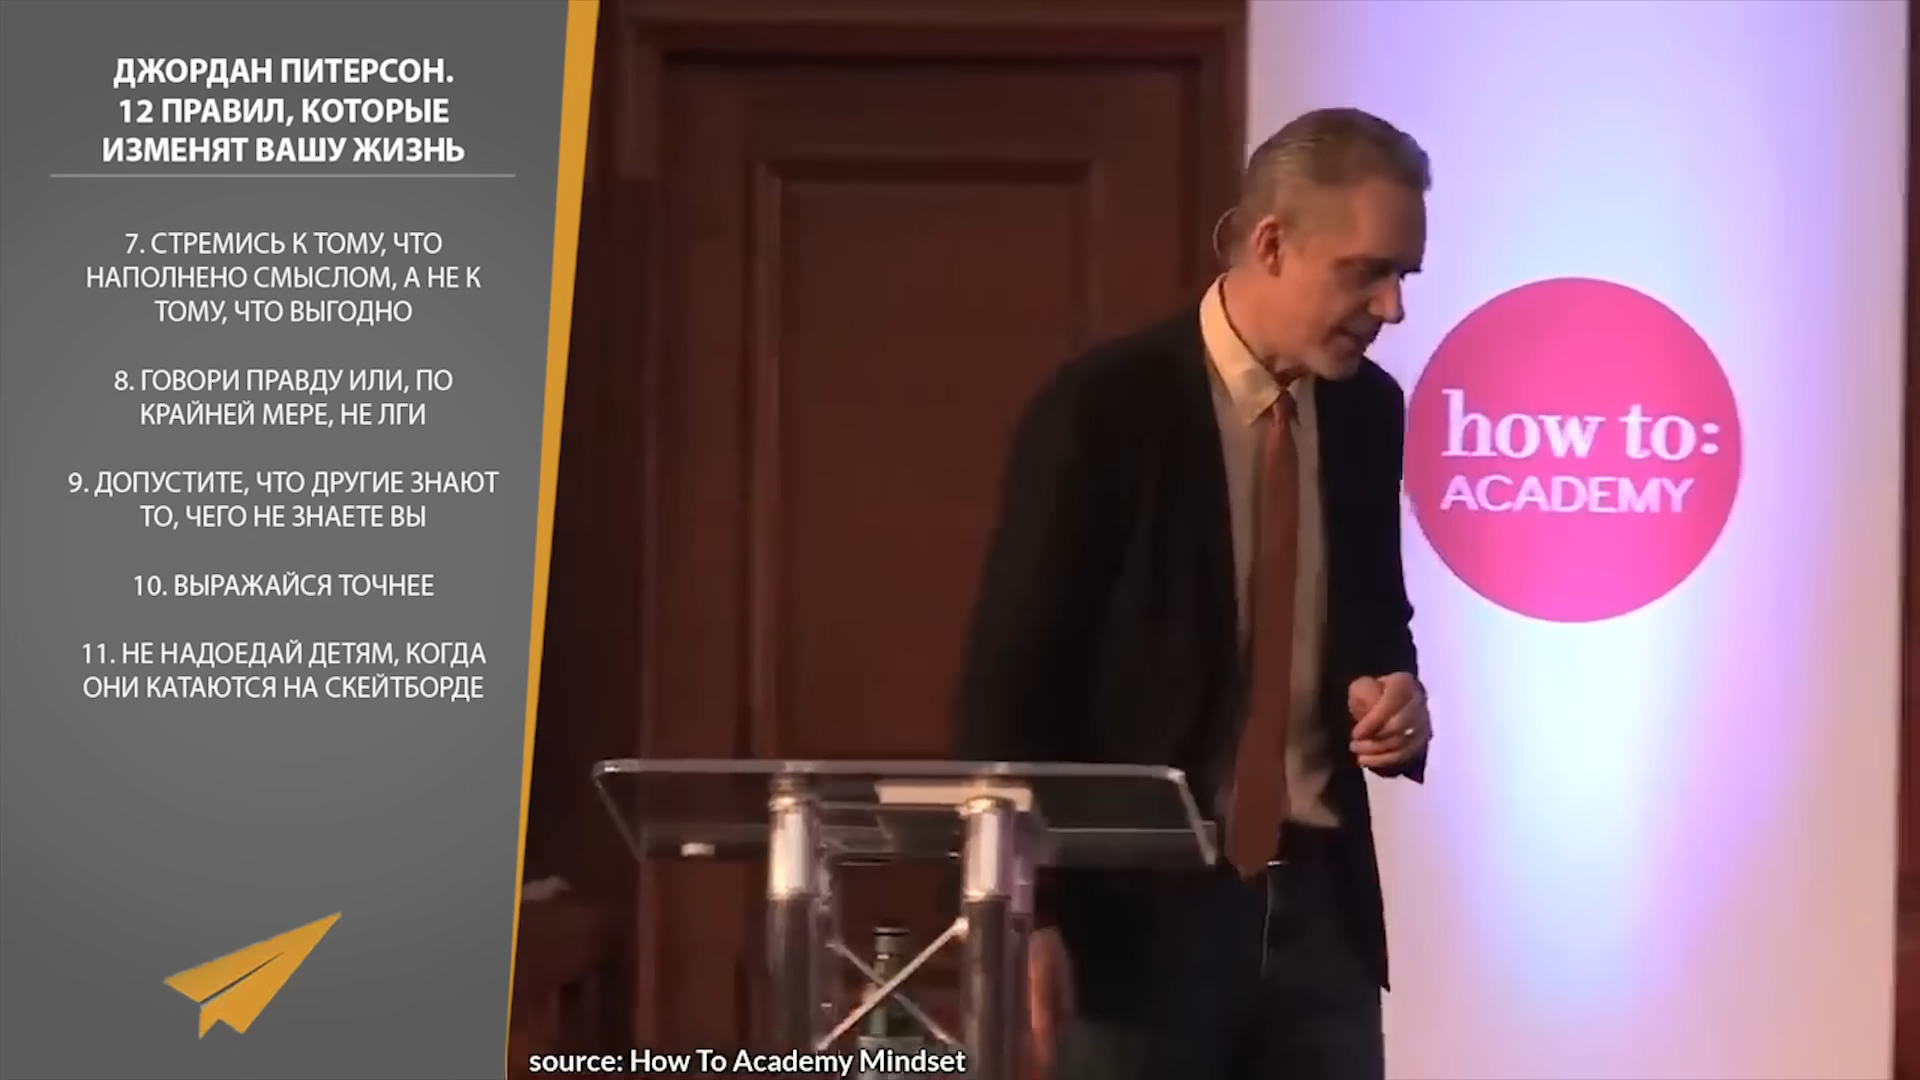 ДЖОРДАН ПИТЕРСОН.
12 ПРАВИЛ, КОТОРЫЕ
ИЗМЕНЯТ ВАШУ ЖИЗНЬ
7. СТРЕМИСЬ К ТОМУ, ЧТО
НАПОЛНЕНО СМЫСЛОМ, А НЕ К
ТОМУ, ЧТО ВЫГОДНО
8. ГОВОРИ ПРАВДУ ИЛИ, ПО
КРАЙНЕЙ МЕРЕ, НЕ ЛГИ
9. ДОПУСТИТЕ, ЧТО ДРУГИЕ ЗНАЮТ
ТО, ЧЕГО НЕ ЗНАЕТЕ ВЫ
10. ВЫРАЖАЙСЯ ТОЧНЕЕ
11. НЕ НАДОЕДАЙ ДЕТЯМ, КОГДА
ОНИ КАТАЮТСЯ НА СКЕЙТБОРДЕ
how to:
ACADEMY
source: How To Academy Mindset